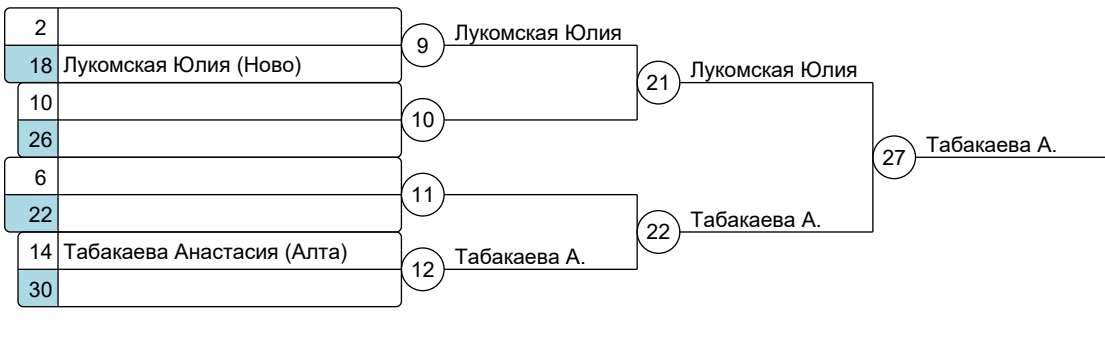 2
9
Лукомская Юлия
18 Лукомская Юлия (Ново)
21
Лукомская Юлия
10
10
26
27
Табакаева А.
6
11
22
22
Табакаева А.
14 Табакаева Анастасия (Алта)
12
Табакаева А.
30